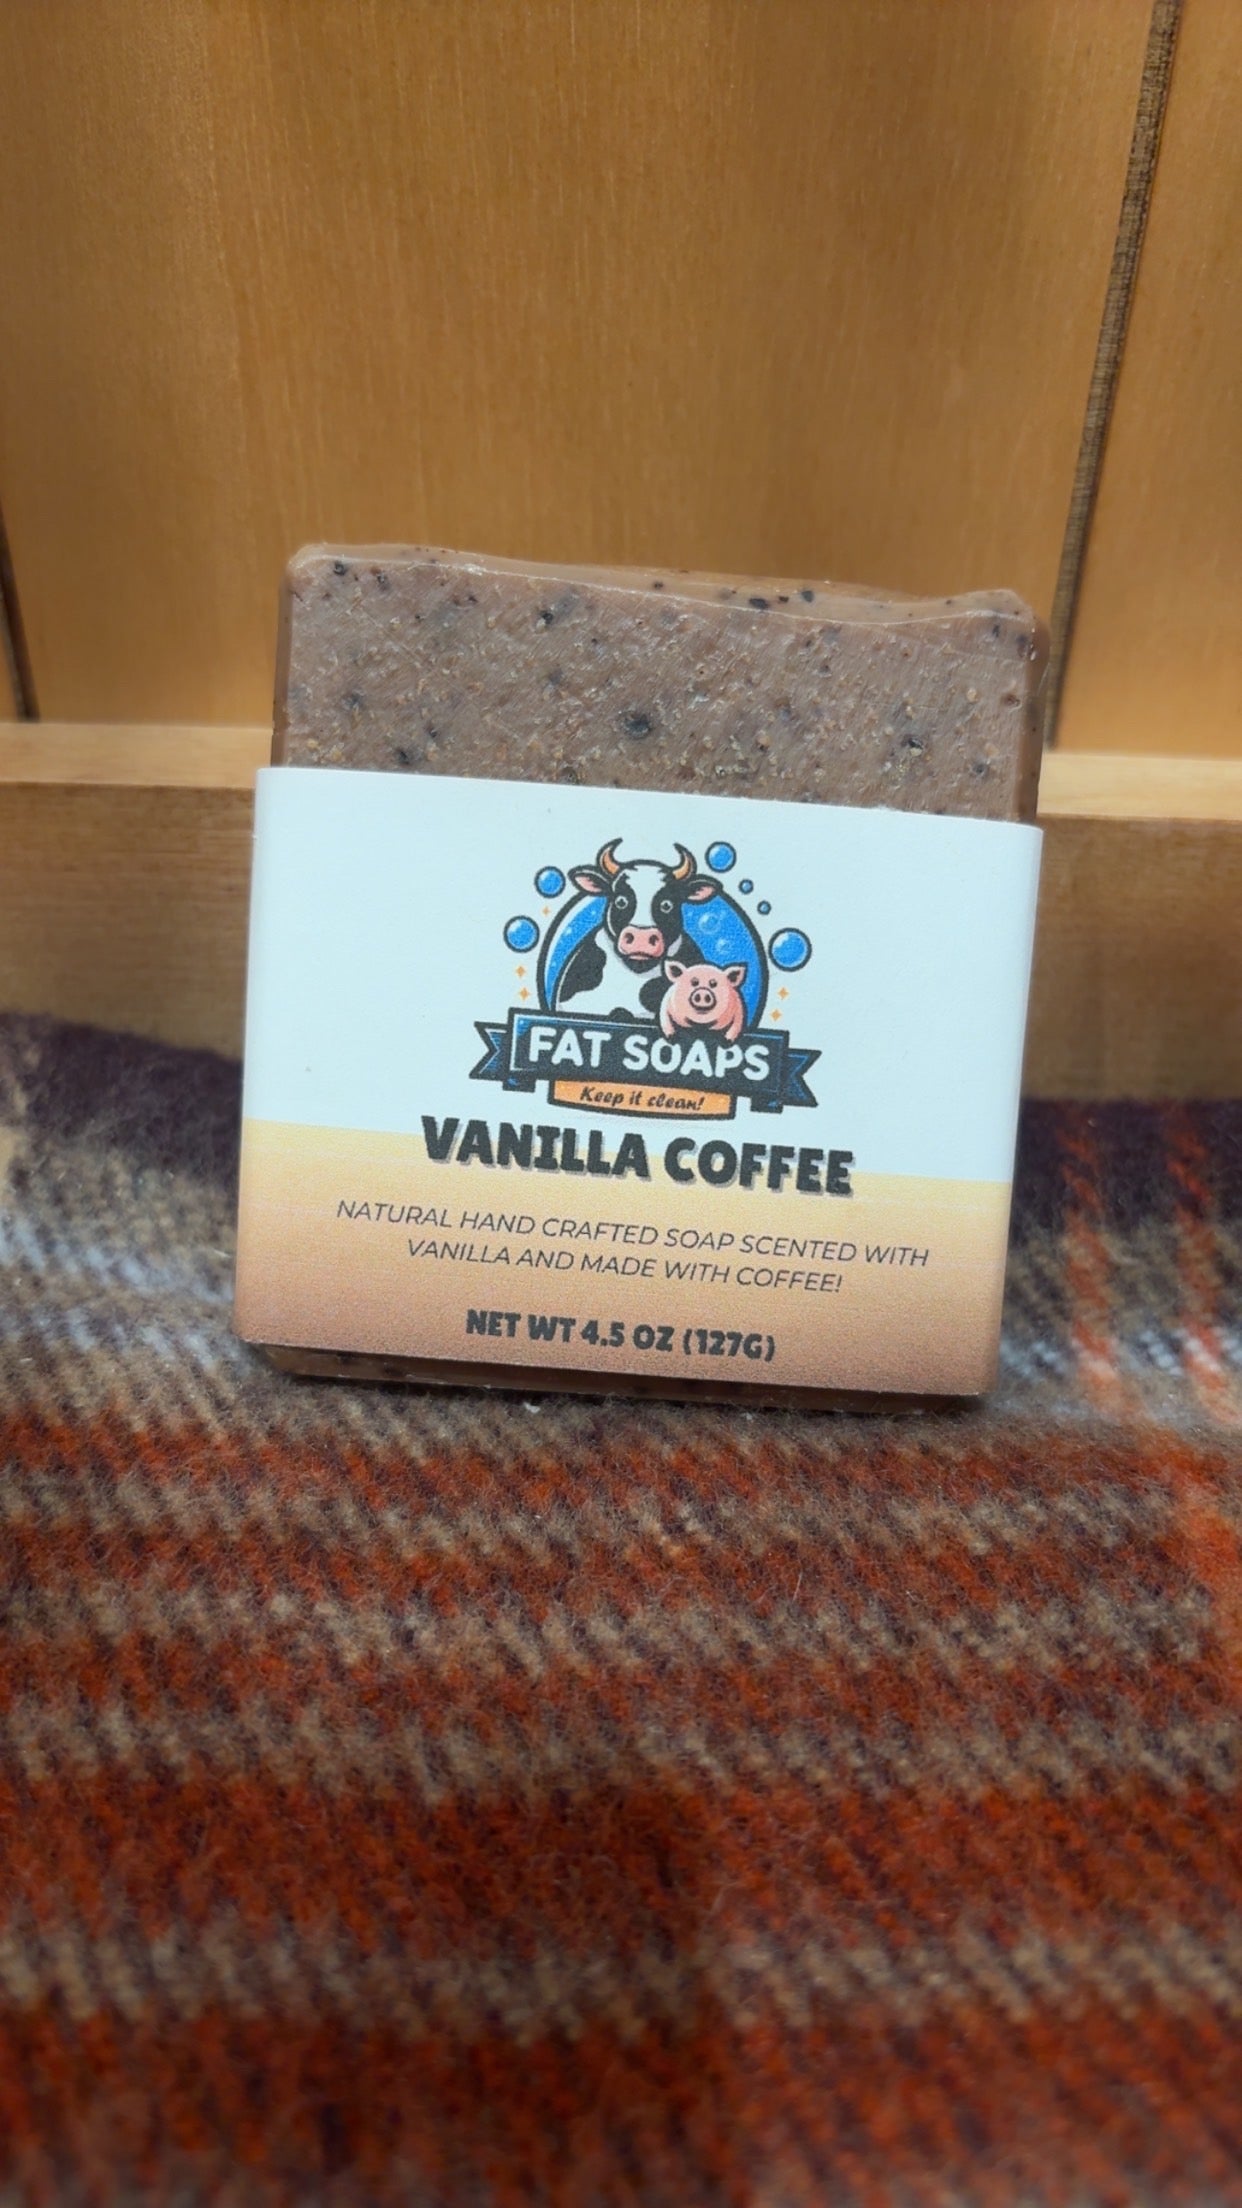 FAT SOAPS
Keep it clean!
VANILLA COFFEE
NATURAL HAND CRAFTED SOAP SCENTED WITH
VANILLA AND MADE WITH COFFEE!
NET WT 4.5 OZ (127G)